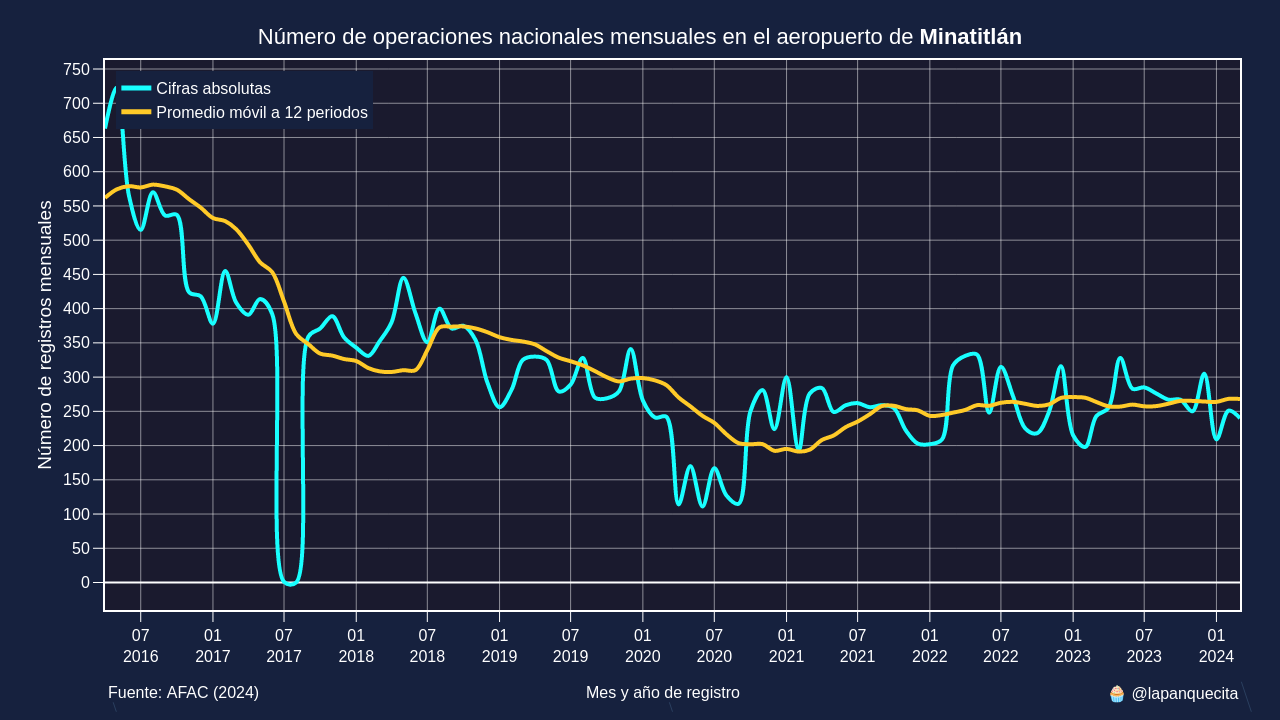 Número de operaciones nacionales mensuales en el aeropuerto de Minatitlán
Cifras absolutas
Promedio móvil a 12 periodos
Número de registros mensuales
750
700
650
600
550
500
450
400
350
300
250
200
150
100
50
0
07 01 07 01 07 01 07 01 07 01 07 01 07 01 07 01
2016 2017 2017 2018 2018 2019 2019 2020 2020 2021 2021 2022 2022 2023 2023 2024
Fuente: AFAC (2024)
Mes y año de registro
🧁 @lapanquecita